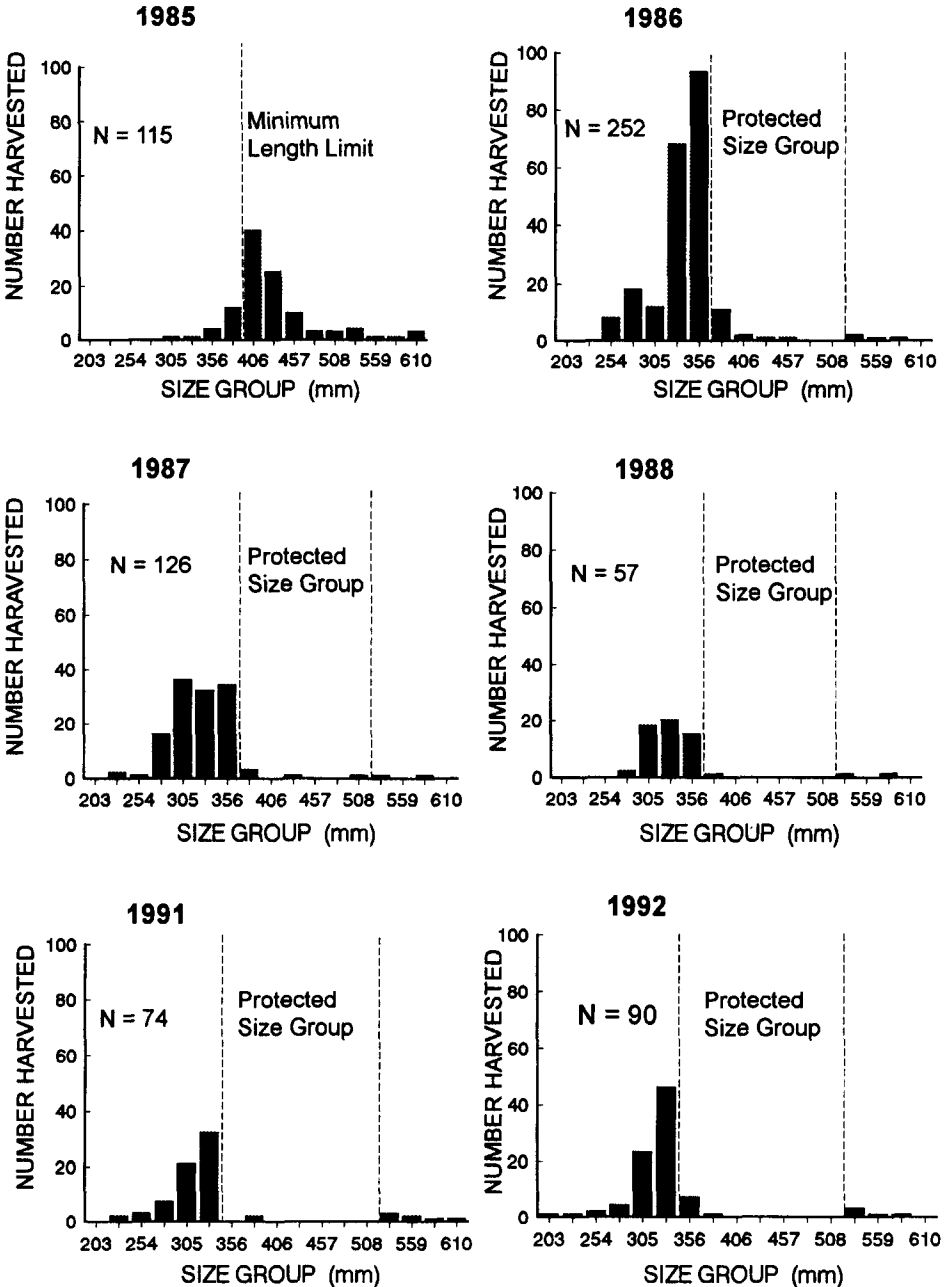 1985
NUMBER HARVESTED
100
80
60
40
20
0
N = 115
Minimum
Length Limit
203 254 305 356 406 457 508 559 610
SIZE GROUP (mm)
1986
NUMBER HARVESTED
100
80
60
40
20
0
N = 252
Protected
Size Group
203 254 305 356 406 457 508 559 610
SIZE GROUP (mm)
1987
NUMBER HARAVESTED
100
80
60
40
20
0
N = 126
Protected
Size Group
203 254 305 356 406 457 508 559 610
SIZE GROUP (mm)
1988
NUMBER HARVESTED
100
80
60
40
20
0
N = 57
Protected
Size Group
203 254 305 356 406 457 508 559 610
SIZE GROUP (mm)
1991
NUMBER HARVESTED
100
80
60
40
20
0
N = 74
Protected
Size Group
203 254 305 356 406 457 508 559 610
SIZE GROUP (mm)
1992
NUMBER HARVESTED
100
80
60
40
20
0
N = 90
Protected
Size Group
203 254 305 356 406 457 508 559 610
SIZE GROUP (mm)